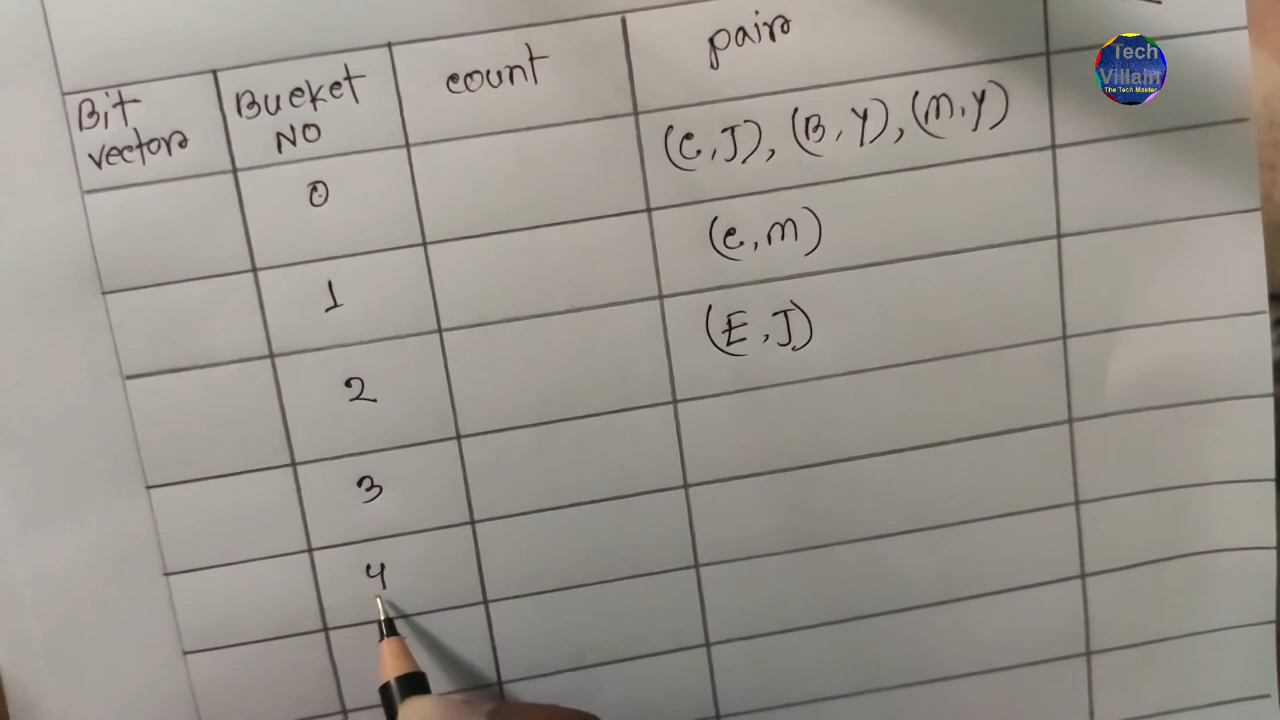 Bit vector
Bucket NO
count
pair
0
(C,J), (B,Y), (M,Y)
1
(C,M)
2
(E,J)
3
4
Tech
Villain
The Tech Master